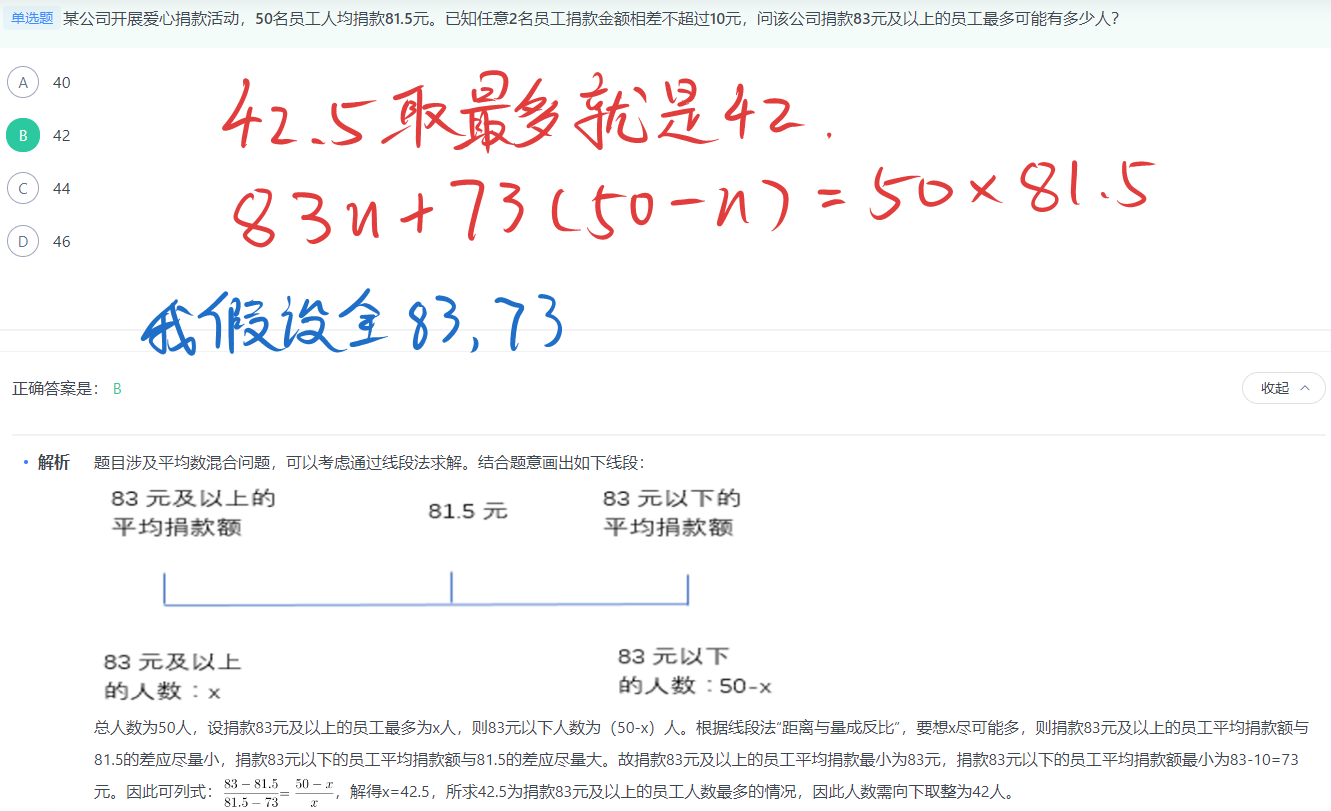 单选题 某公司开展爱心捐款活动，50名员工人均捐款81.5元。已知任意2名员工捐款金额相差不超过10元，问该公司捐款83元及以上的员工最多可能有多少人？
A 40
B 42
C 44
D 46
42.5取最多就是42.
83n+73(50-n)=50×81.5
我假设全83,73
正确答案是： B
收起
• 解析 题目涉及平均数混合问题，可以考虑通过线段法求解。结合题意画出如下线段：
83 元及以上的 81.5 元 83 元以下的
平均捐款额 平均捐款额
83 元及以上 83 元以下
的人数：x 的人数：50-x
总人数为50人，设捐款83元及以上的员工最多为x人，则83元以下人数为（50-x）人。根据线段法“距离与量成反比”，要想x尽可能多，则捐款83元及以上的员工平均捐款额与
81.5的差应尽量小，捐款83元以下的员工平均捐款额与81.5的差应尽量大。故捐款83元及以上的员工平均捐款最小为83元，捐款83元以下的员工平均捐款额最小为83-10=73
元。因此可列式：(83-81.5)/(81.5-73)=(50-x)/x，解得x=42.5，所求42.5为捐款83元及以上的员工人数最多的情况，因此人数需向下取整为42人。